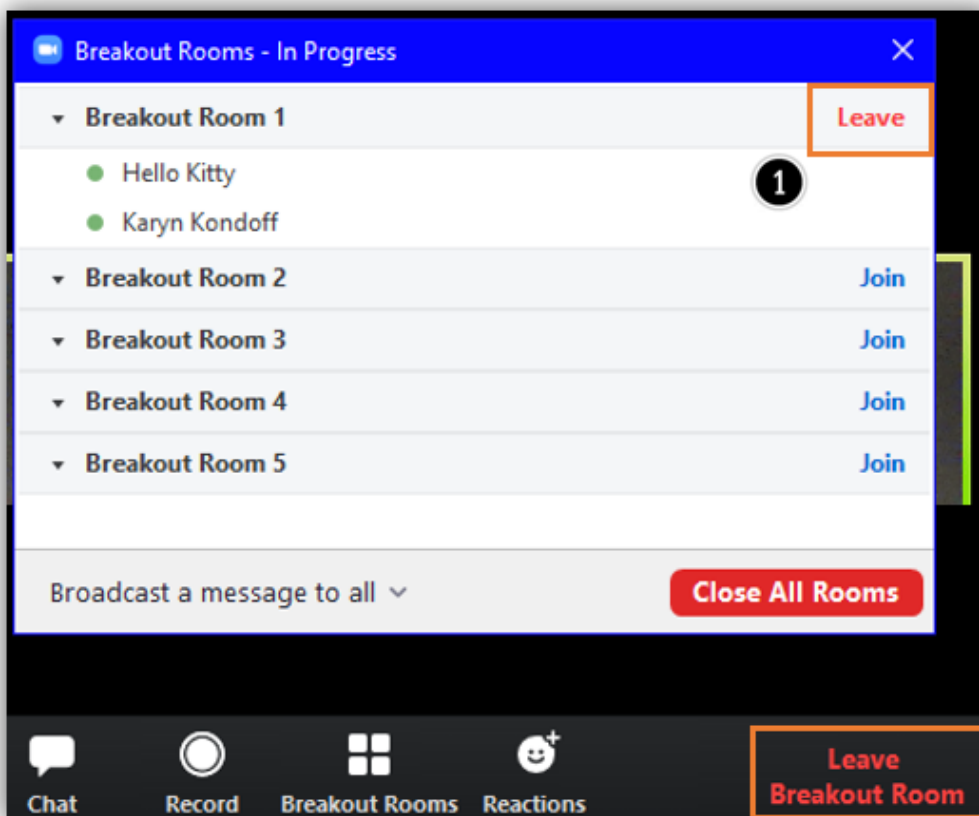 Breakout Rooms - In Progress
Breakout Room 1 Leave
1
Hello Kitty
Karyn Kondoff
Breakout Room 2 Join
Breakout Room 3 Join
Breakout Room 4 Join
Breakout Room 5 Join
Broadcast a message to all Close All Rooms
Chat Record Breakout Rooms Reactions
Leave
Breakout Room